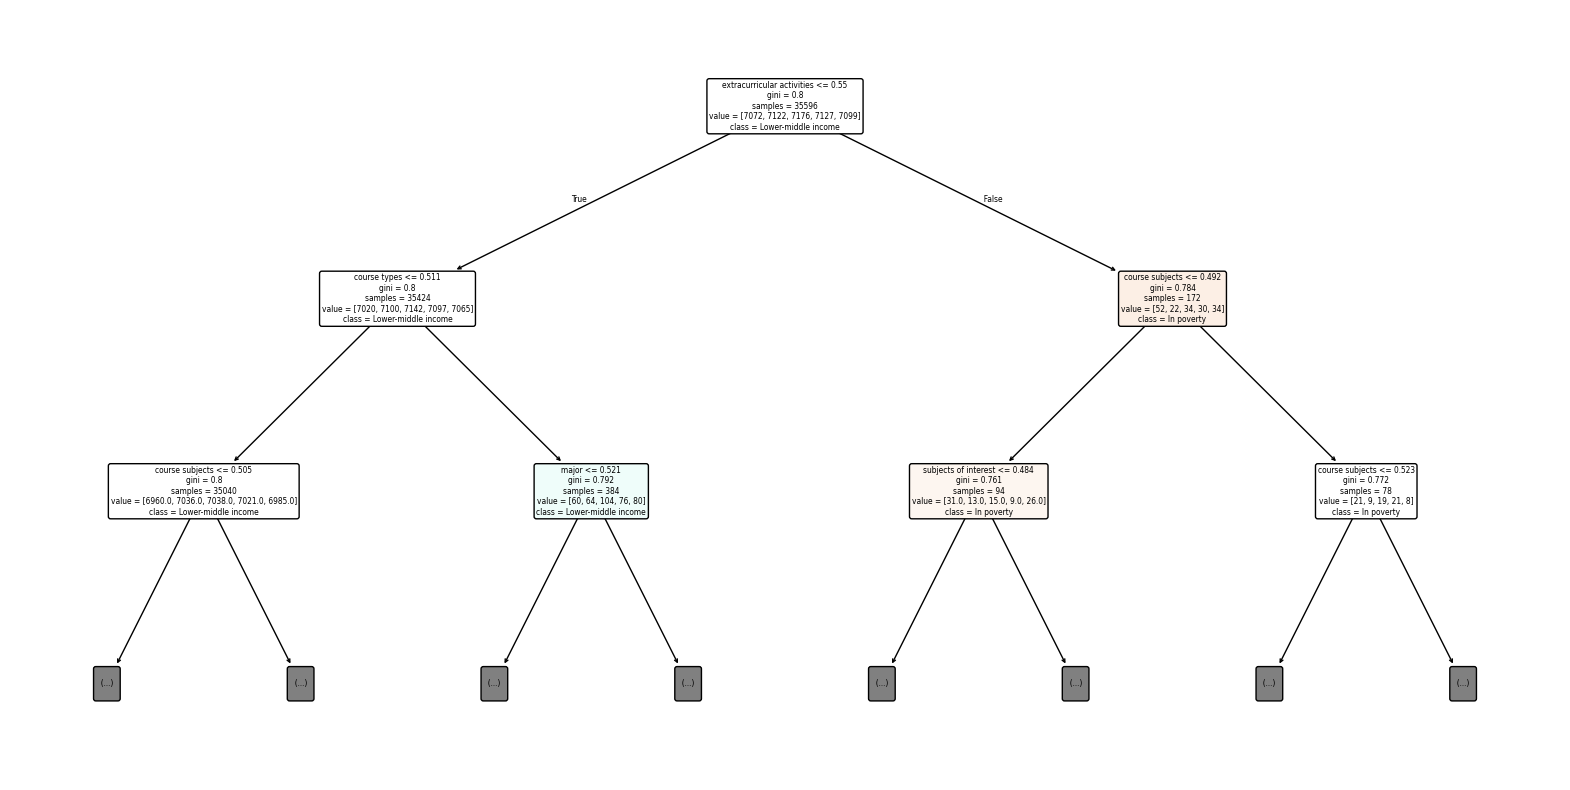 extracurricular activities <= 0.55
gini = 0.8
samples = 35596
value = [7072, 7122, 7176, 7127, 7099]
class = Lower-middle income
True
False
course types <= 0.511
gini = 0.8
samples = 35424
value = [7020, 7100, 7142, 7097, 7065]
class = Lower-middle income
course subjects <= 0.492
gini = 0.784
samples = 172
value = [52, 22, 34, 30, 34]
class = In poverty
course subjects <= 0.505
gini = 0.8
samples = 35040
value = [6960.0, 7036.0, 7038.0, 7021.0, 6985.0]
class = Lower-middle income
major <= 0.521
gini = 0.792
samples = 384
value = [60, 64, 104, 76, 80]
class = Lower-middle income
subjects of interest <= 0.484
gini = 0.761
samples = 94
value = [31.0, 13.0, 15.0, 9.0, 26.0]
class = In poverty
course subjects <= 0.523
gini = 0.772
samples = 78
value = [21, 9, 19, 21, 8]
class = In poverty
(...)
(...)
(...)
(...)
(...)
(...)
(...)
(...)